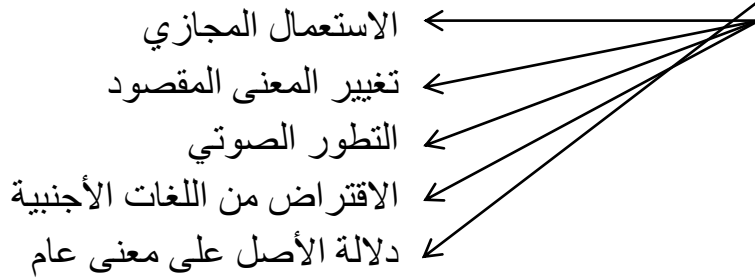 الاستعمال المجازي
تغيير المعنى المقصود
التطور الصوتي
الاقتراض من اللغات الأجنبية
دلالة الأصل على معنى عام